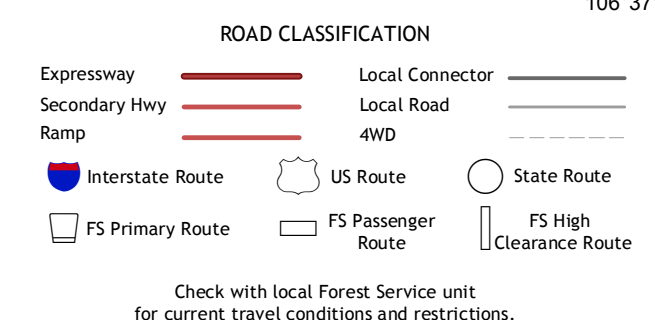 106 37
ROAD CLASSIFICATION
Expressway
Local Connector
Secondary Hwy
Local Road
Ramp
4WD
Interstate Route
US Route
State Route
FS Primary Route
FS Passenger
Route
FS High
Clearance Route
Check with local Forest Service unit
for current travel conditions and restrictions.